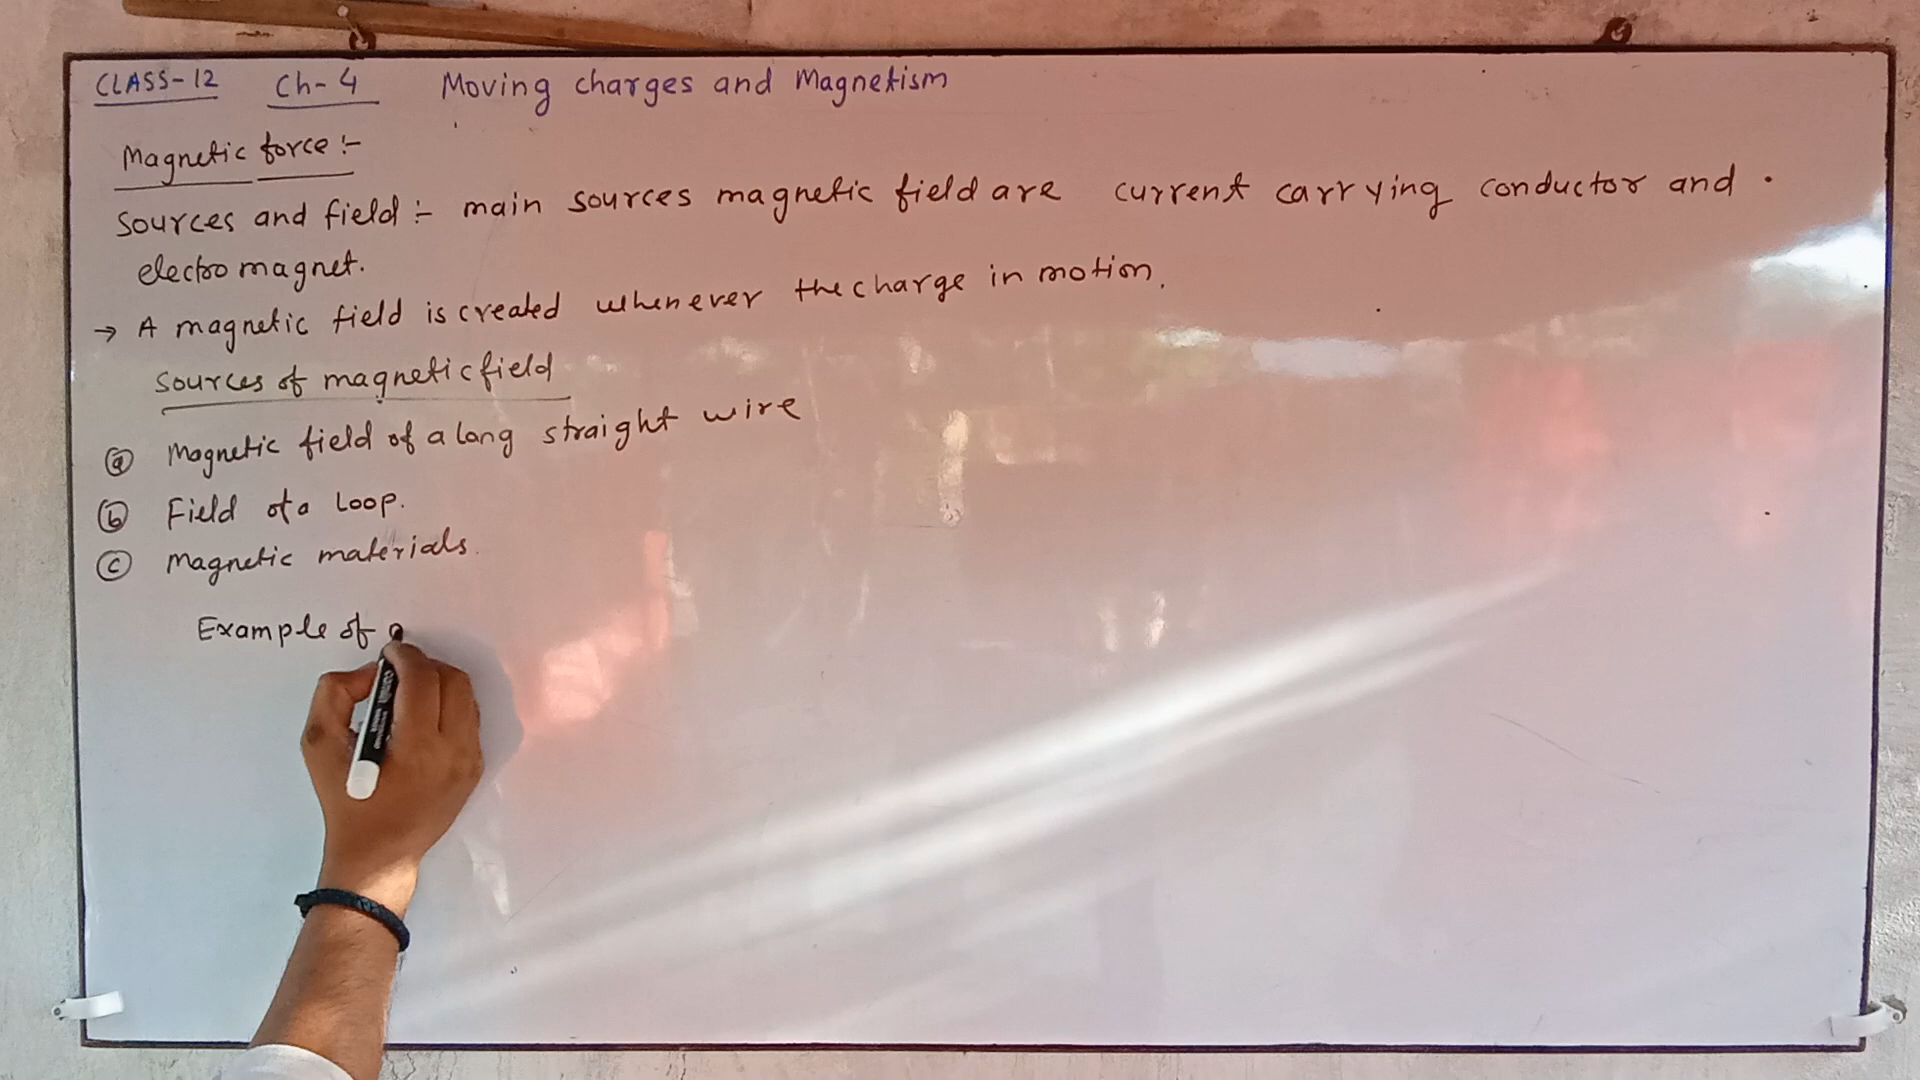 CLASS-12 Ch-4 Moving charges and Magnetism
Magnetic force :-
Sources and field :- main sources magnetic field are current carrying conductor and
electro magnet.
→ A magnetic field is created whenever the charge in motion.
Sources of magnetic field
(a) Magnetic field of a long straight wire
(b) Field of a Loop.
(c) Magnetic materials.
Example of